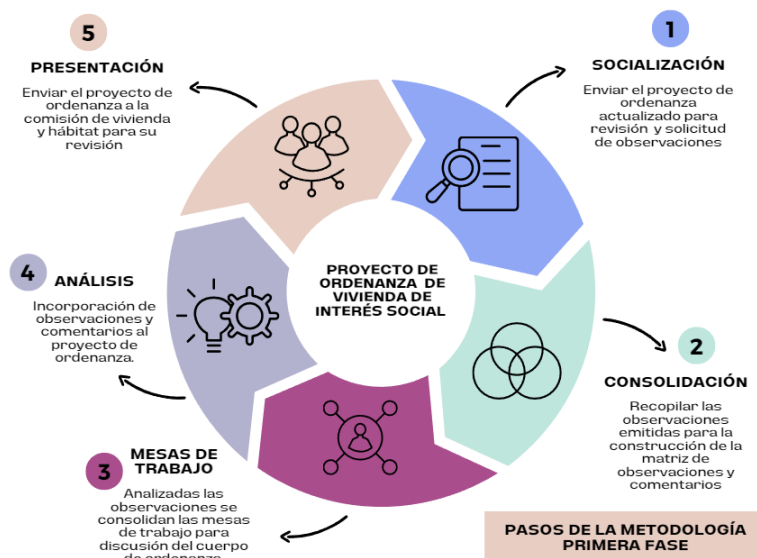 1
SOCIALIZACIÓN
Enviar el proyecto de
ordenanza
actualizado para
revisión y solicitud
de observaciones
2
CONSOLIDACIÓN
Recopilar las
observaciones
emitidas para la
construcción de la
matriz de
observaciones y
comentarios
3
MESAS DE
TRABAJO
Analizadas las
observaciones se
consolidan las mesas
de trabajo para
discusión del cuerpo
de ordenanza
4
ANÁLISIS
Incorporación de
observaciones y
comentarios al
proyecto de
ordenanza.
5
PRESENTACIÓN
Enviar el proyecto de
ordenanza a la
comisión de vivienda
y hábitat para su
revisión
PROYECTO DE
ORDENANZA DE
VIVIENDA DE
INTERÉS SOCIAL
PASOS DE LA METODOLOGÍA
PRIMERA FASE